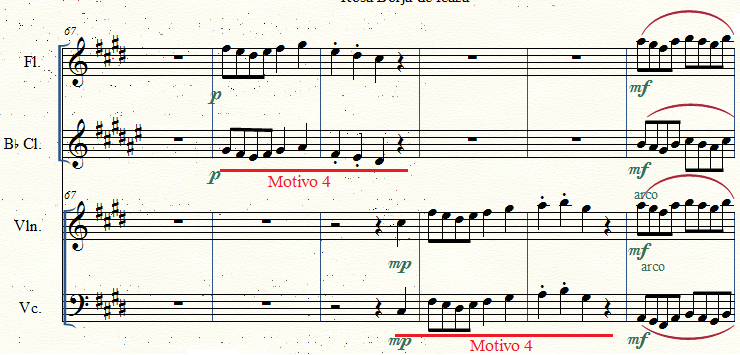 Rosa Borja de Icaza
67
Fl.
p
mf
B♭ Cl.
p
mf
Motivo 4
67
arco
Vln.
mp
mf
arco
Vc.
mp
mf
Motivo 4